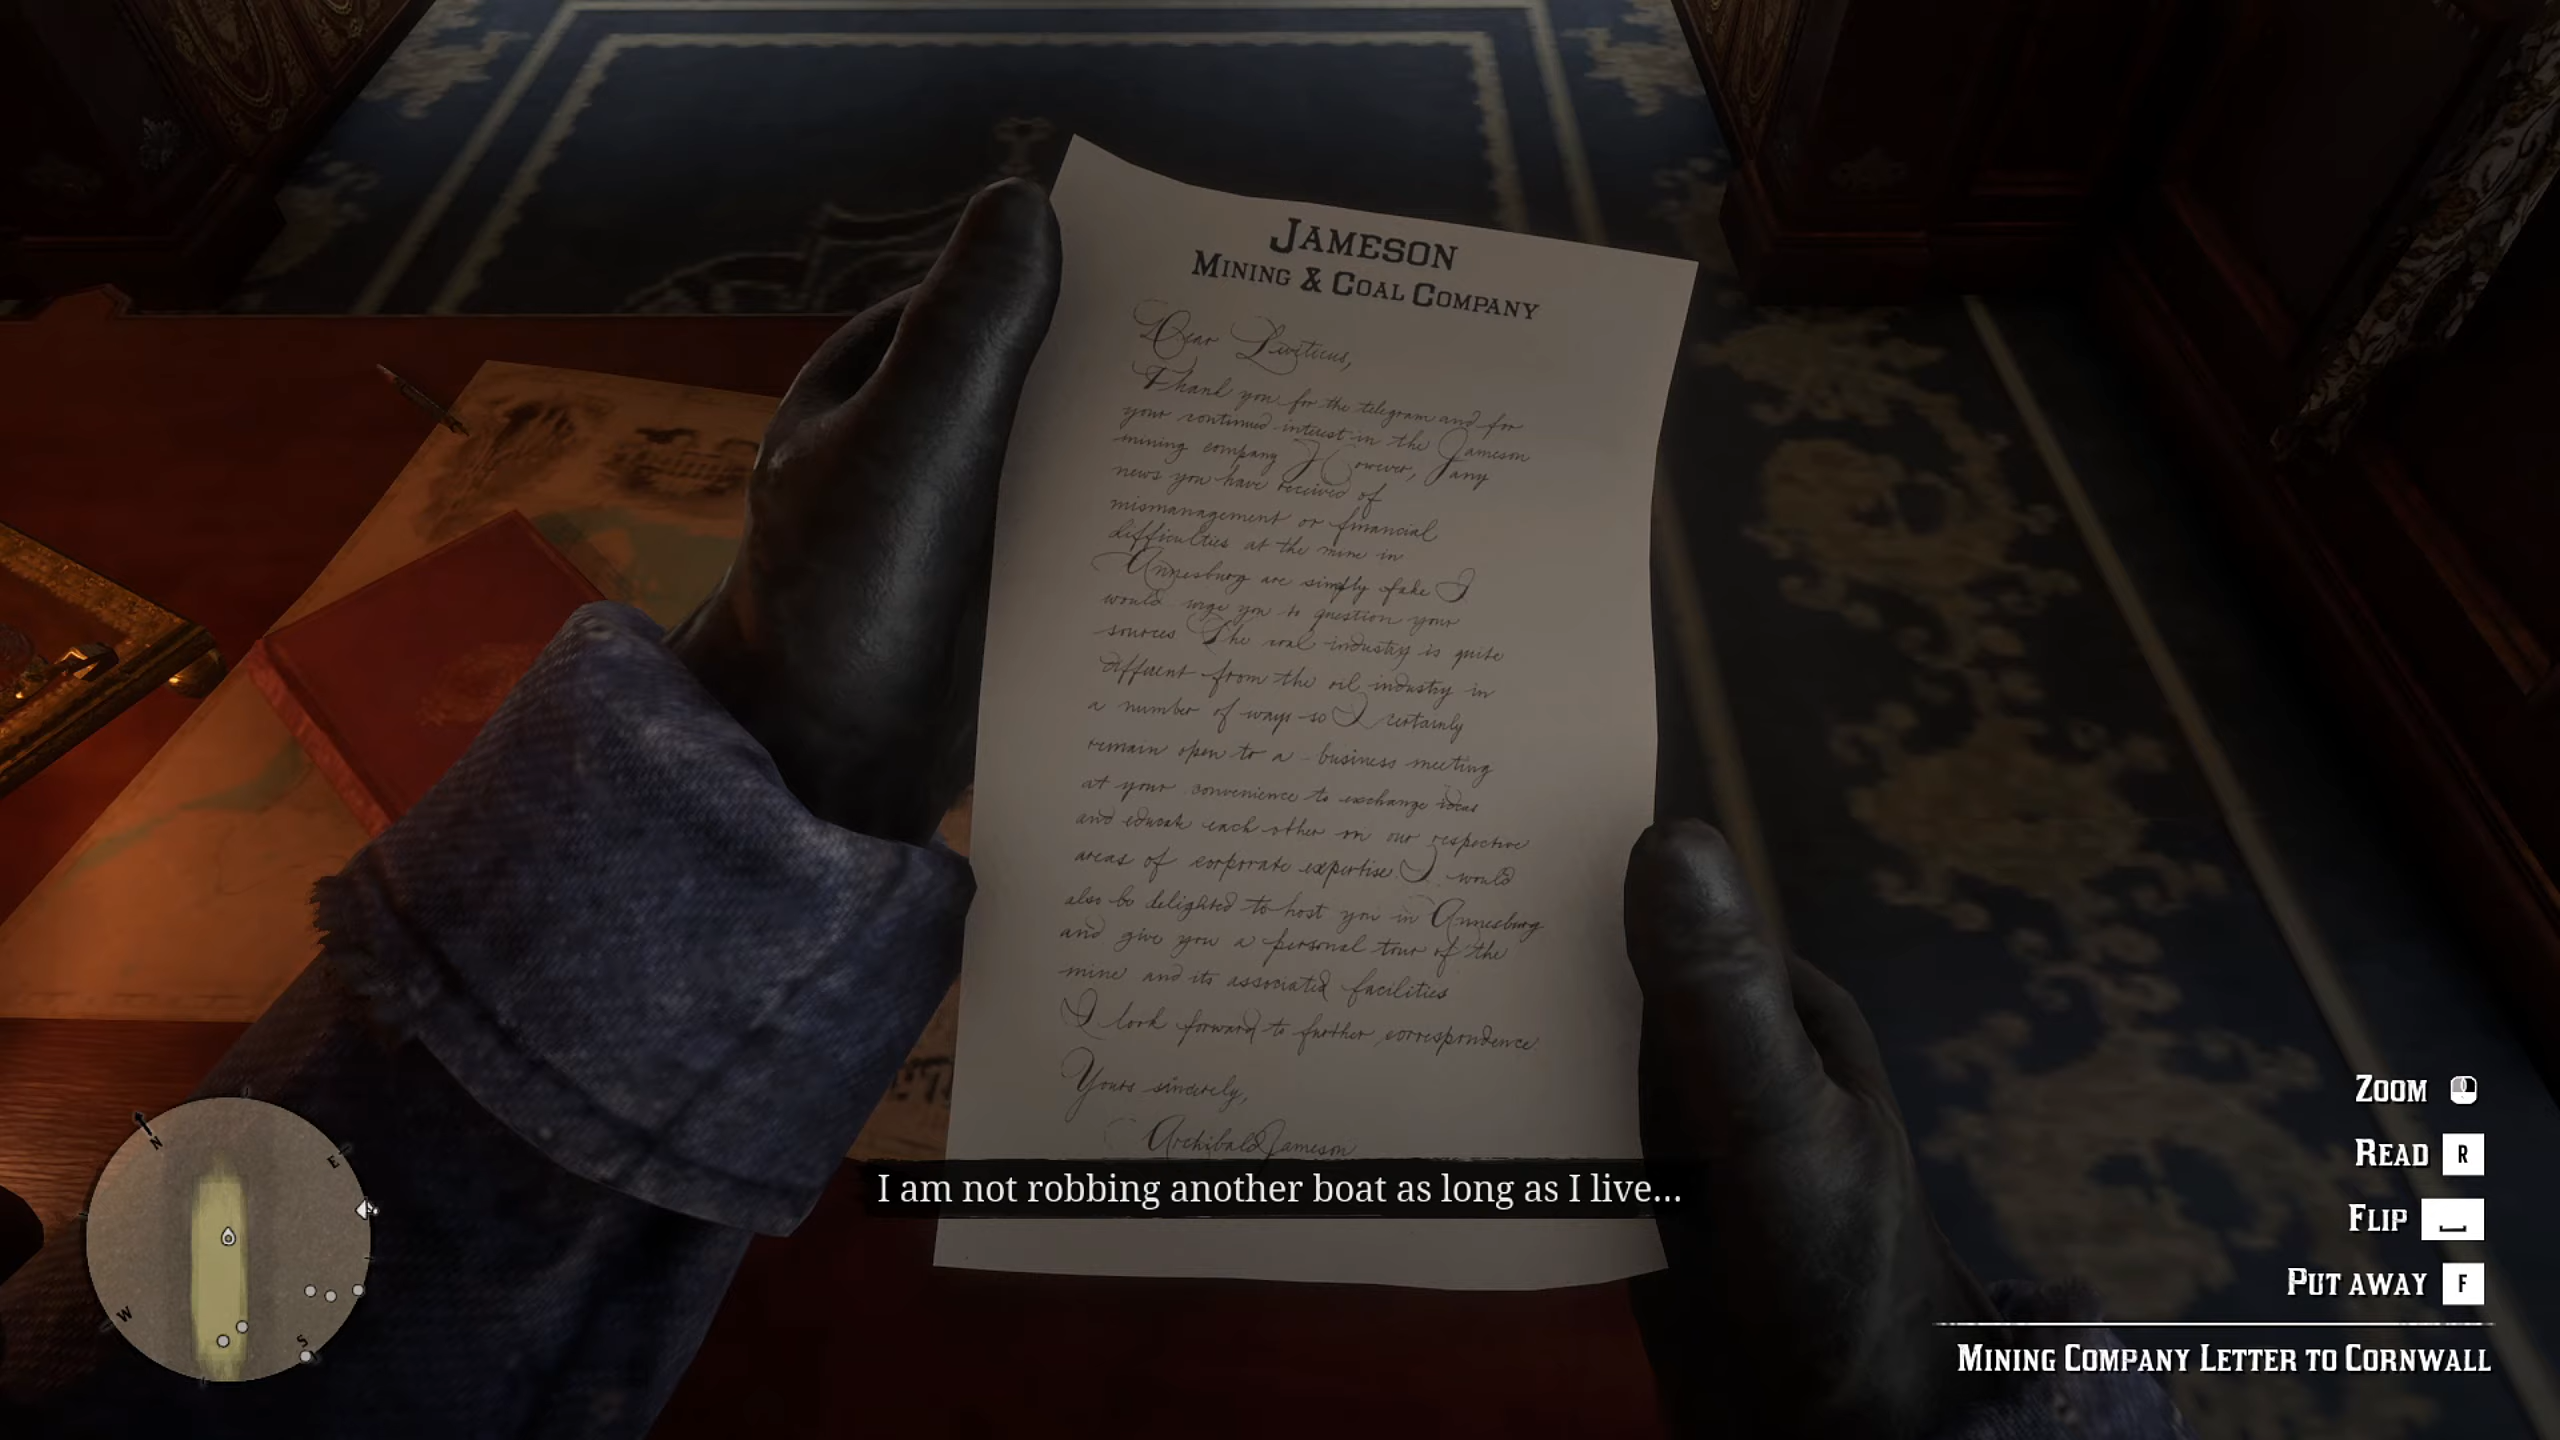 JAMESON
MINING & COAL COMPANY
Dear Leviticus,
Thank you for the telegram and for
your continued interest in the Jameson
mining company However, any
news you have received of
mismanagement or financial
difficulties at the mine in
Annesburg are simply fake I
would urge you to question your
sources The coal industry is quite
different from the oil industry in
a number of ways so I certainly
remain open to a business meeting
at your convenience to exchange ideas
and educate each other on our respective
areas of corporate expertise. I would
also be delighted to host you in Annesburg
and give you a personal tour of the
mine and its associated facilities
I look forward to further correspondence.
Yours sincerely,
Archibald Jameson
I am not robbing another boat as long as I live...
N
E
W
S
ZOOM
READ R
FLIP
PUT AWAY F
MINING COMPANY LETTER TO CORNWALL